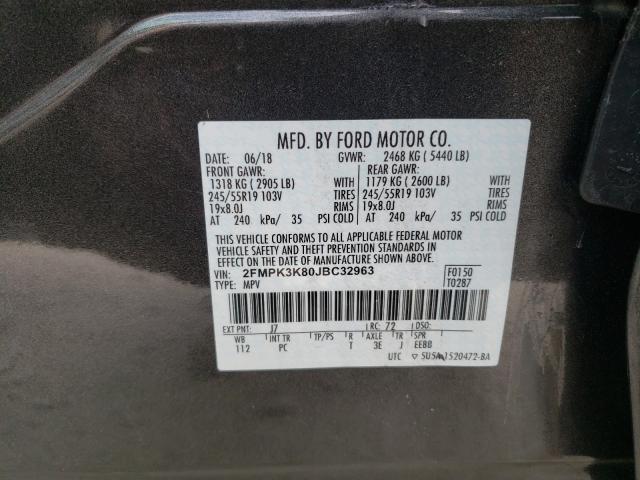 MFD. BY FORD MOTOR CO.
DATE: 06/18 GVWR: 2468 KG ( 5440 LB)
FRONT GAWR: REAR GAWR:
1318 KG ( 2905 LB) WITH 1179 KG ( 2600 LB) WITH
245/55R19 103V TIRES 245/55R19 103V TIRES
19x8.0J RIMS 19x8.0J RIMS
AT 240 kPa/ 35 PSI COLD AT 240 kPa/ 35 PSI COLD
THIS VEHICLE CONFORMS TO ALL APPLICABLE FEDERAL MOTOR
VEHICLE SAFETY AND THEFT PREVENTION STANDARDS IN
EFFECT ON THE DATE OF MANUFACTURE SHOWN ABOVE.
VIN: 2FMPK3K80JBC32963 F0150
TYPE: MPV T0287
EXT PNT: J7 RC: 72 DSO:
WB INT TR TP/PS R AXLE TR SPR
112 PC T 3E J EEBB
UTC 1520472-BA